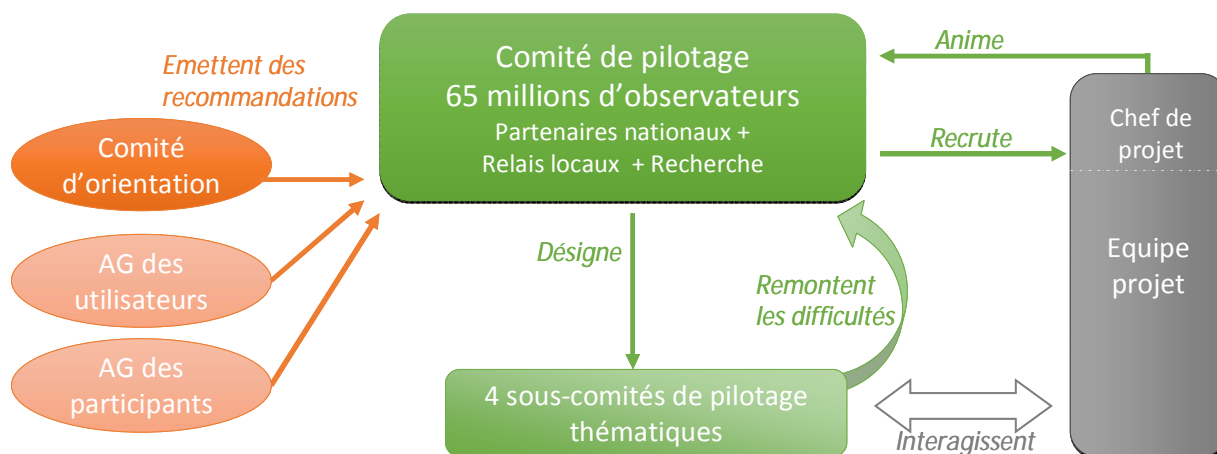 Emettent des
recommandations
Comité
d'orientation
AG des
utilisateurs
AG des
participants
Comité de pilotage
65 millions d'observateurs
Partenaires nationaux +
Relais locaux + Recherche
Anime
Recrute
Chef de
projet
Equipe
projet
Désigne
Remontent
les difficultés
4 sous-comités de pilotage
thématiques
Interagissent